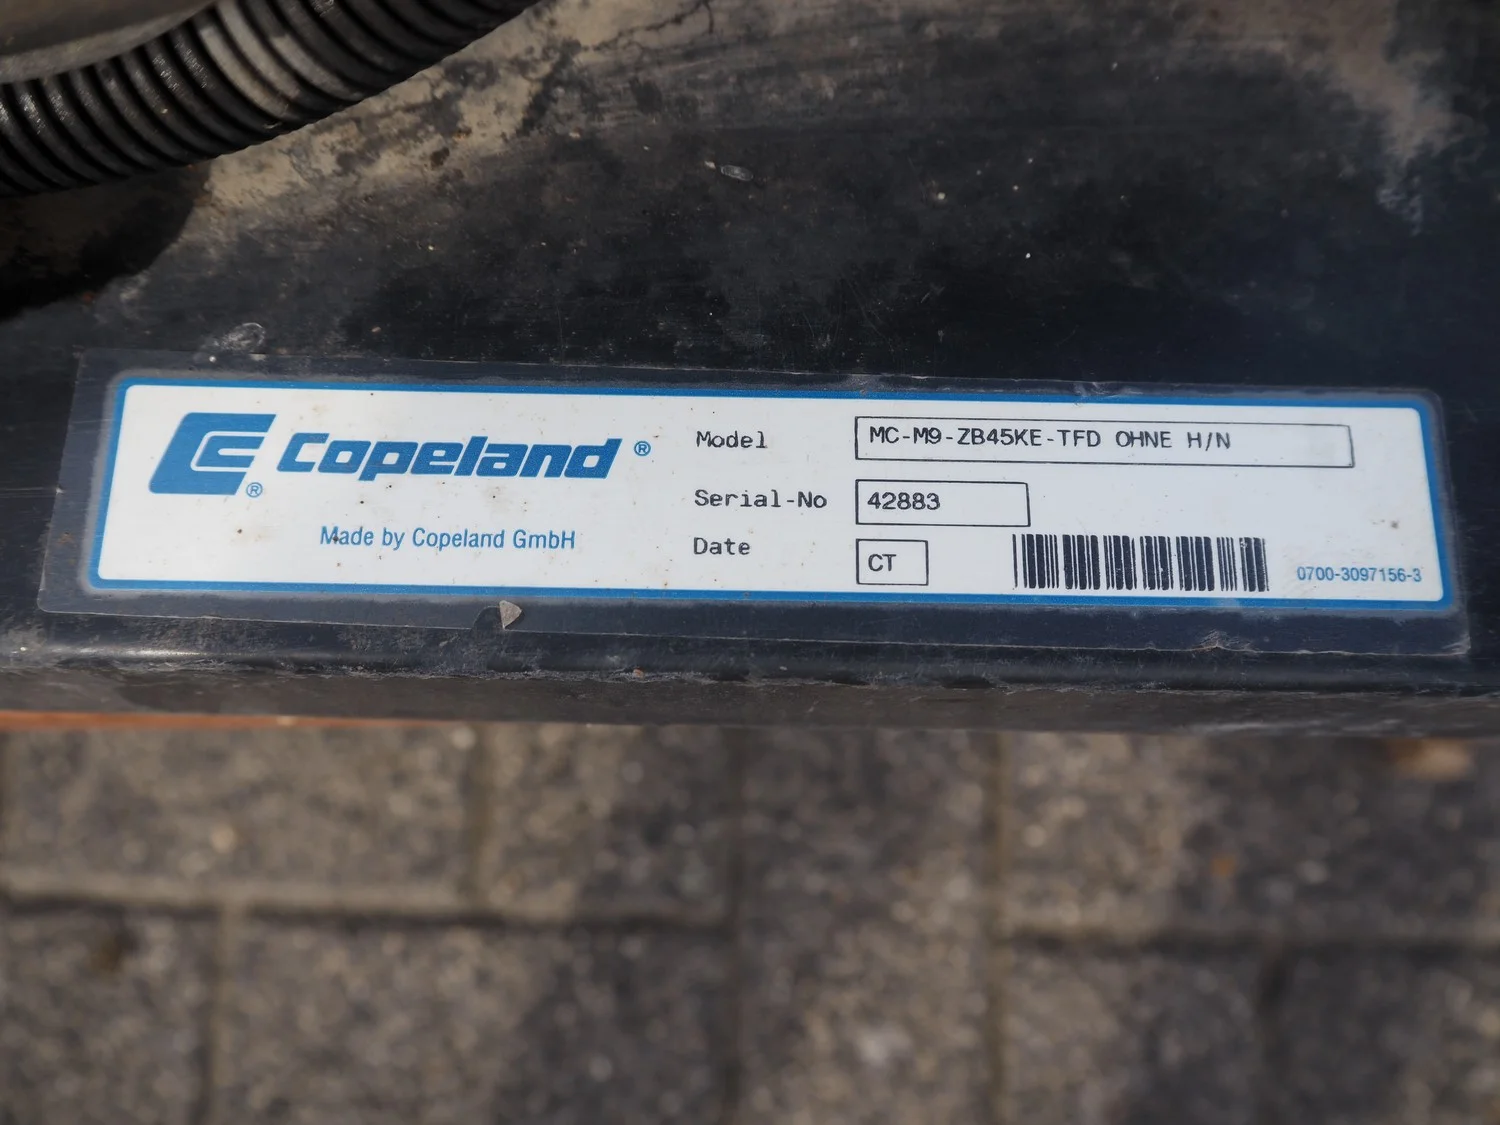 Copeland®
®
Made by Copeland GmbH
Model MC-M9-ZB45KE-TFD OHNE H/N
Serial-No 42883
Date CT
0700-3097156-3